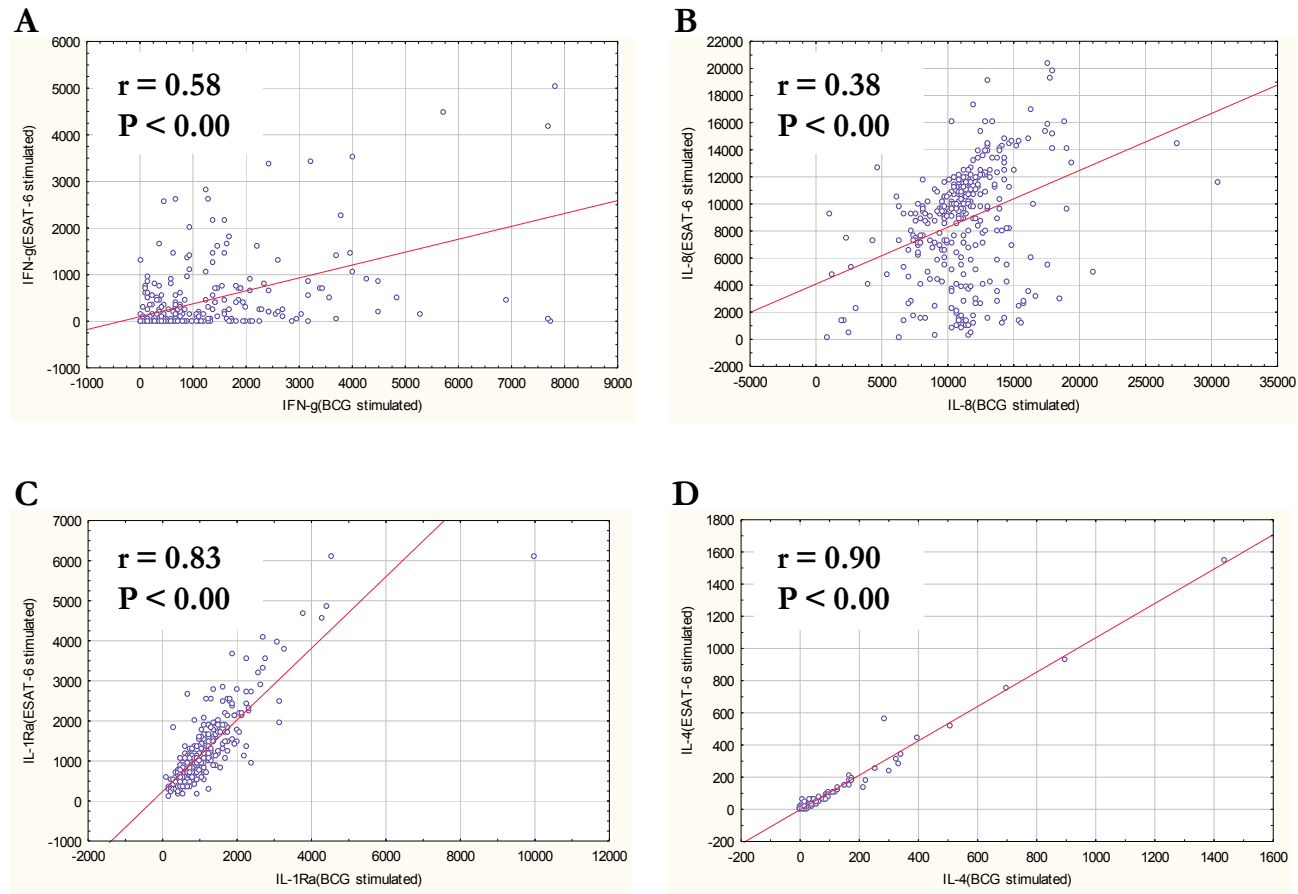 A
r = 0.58
P < 0.00
6000
5000
4000
3000
2000
1000
0
-1000
IFN-g(ESAT-6 stimulated)
-1000 0 1000 2000 3000 4000 5000 6000 7000 8000 9000
IFN-g(BCG stimulated)
B
r = 0.38
P < 0.00
22000
20000
18000
16000
14000
12000
10000
8000
6000
4000
2000
0
-2000
IL-8(ESAT-6 stimulated)
-5000 0 5000 10000 15000 20000 25000 30000 35000
IL-8(BCG stimulated)
C
r = 0.83
P < 0.00
7000
6000
5000
4000
3000
2000
1000
0
-1000
IL-1Ra(ESAT-6 stimulated)
-2000 0 2000 4000 6000 8000 10000 12000
IL-1Ra(BCG stimulated)
D
r = 0.90
P < 0.00
1800
1600
1400
1200
1000
800
600
400
200
0
-200
IL-4(ESAT-6 stimulated)
-200 0 200 400 600 800 1000 1200 1400 1600
IL-4(BCG stimulated)